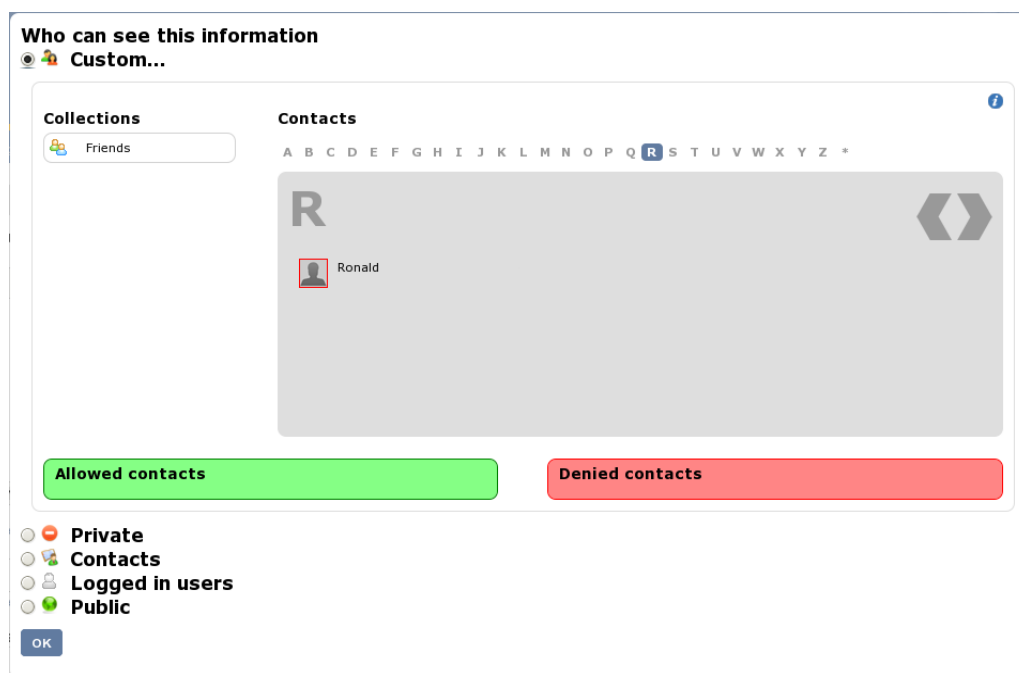 Who can see this information
Custom...
i
Collections
Friends
Contacts
A B C D E F G H I J K L M N O P Q R S T U V W X Y Z *
R
Ronald
Allowed contacts
Denied contacts
Private
Contacts
Logged in users
Public
OK